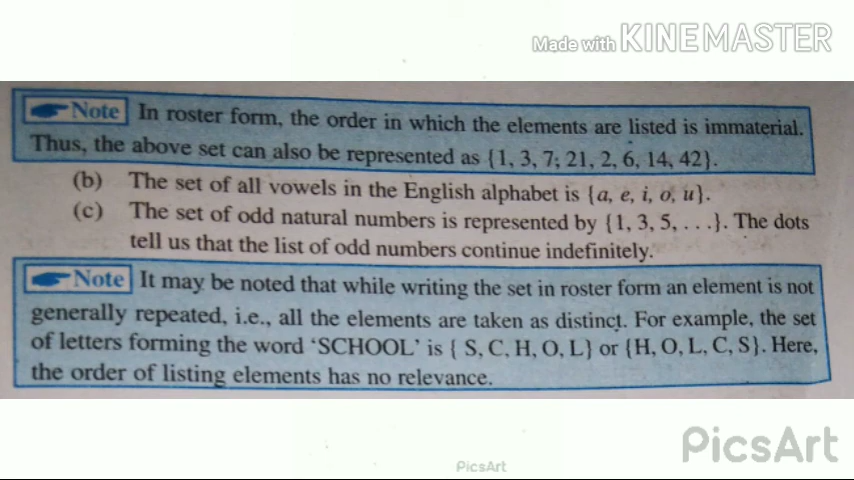 Made with KINEMASTER
Note In roster form, the order in which the elements are listed is immaterial.
Thus, the above set can also be represented as {1, 3, 7, 21, 2, 6, 14, 42}.
(b) The set of all vowels in the English alphabet is {a, e, i, o, u}.
(c) The set of odd natural numbers is represented by {1, 3, 5, . . .}. The dots
tell us that the list of odd numbers continue indefinitely.
Note It may be noted that while writing the set in roster form an element is not
generally repeated, i.e., all the elements are taken as distinct. For example, the set
of letters forming the word ‘SCHOOL’ is { S, C, H, O, L} or {H, O, L, C, S}. Here,
the order of listing elements has no relevance.
PicsArt
PicsArt